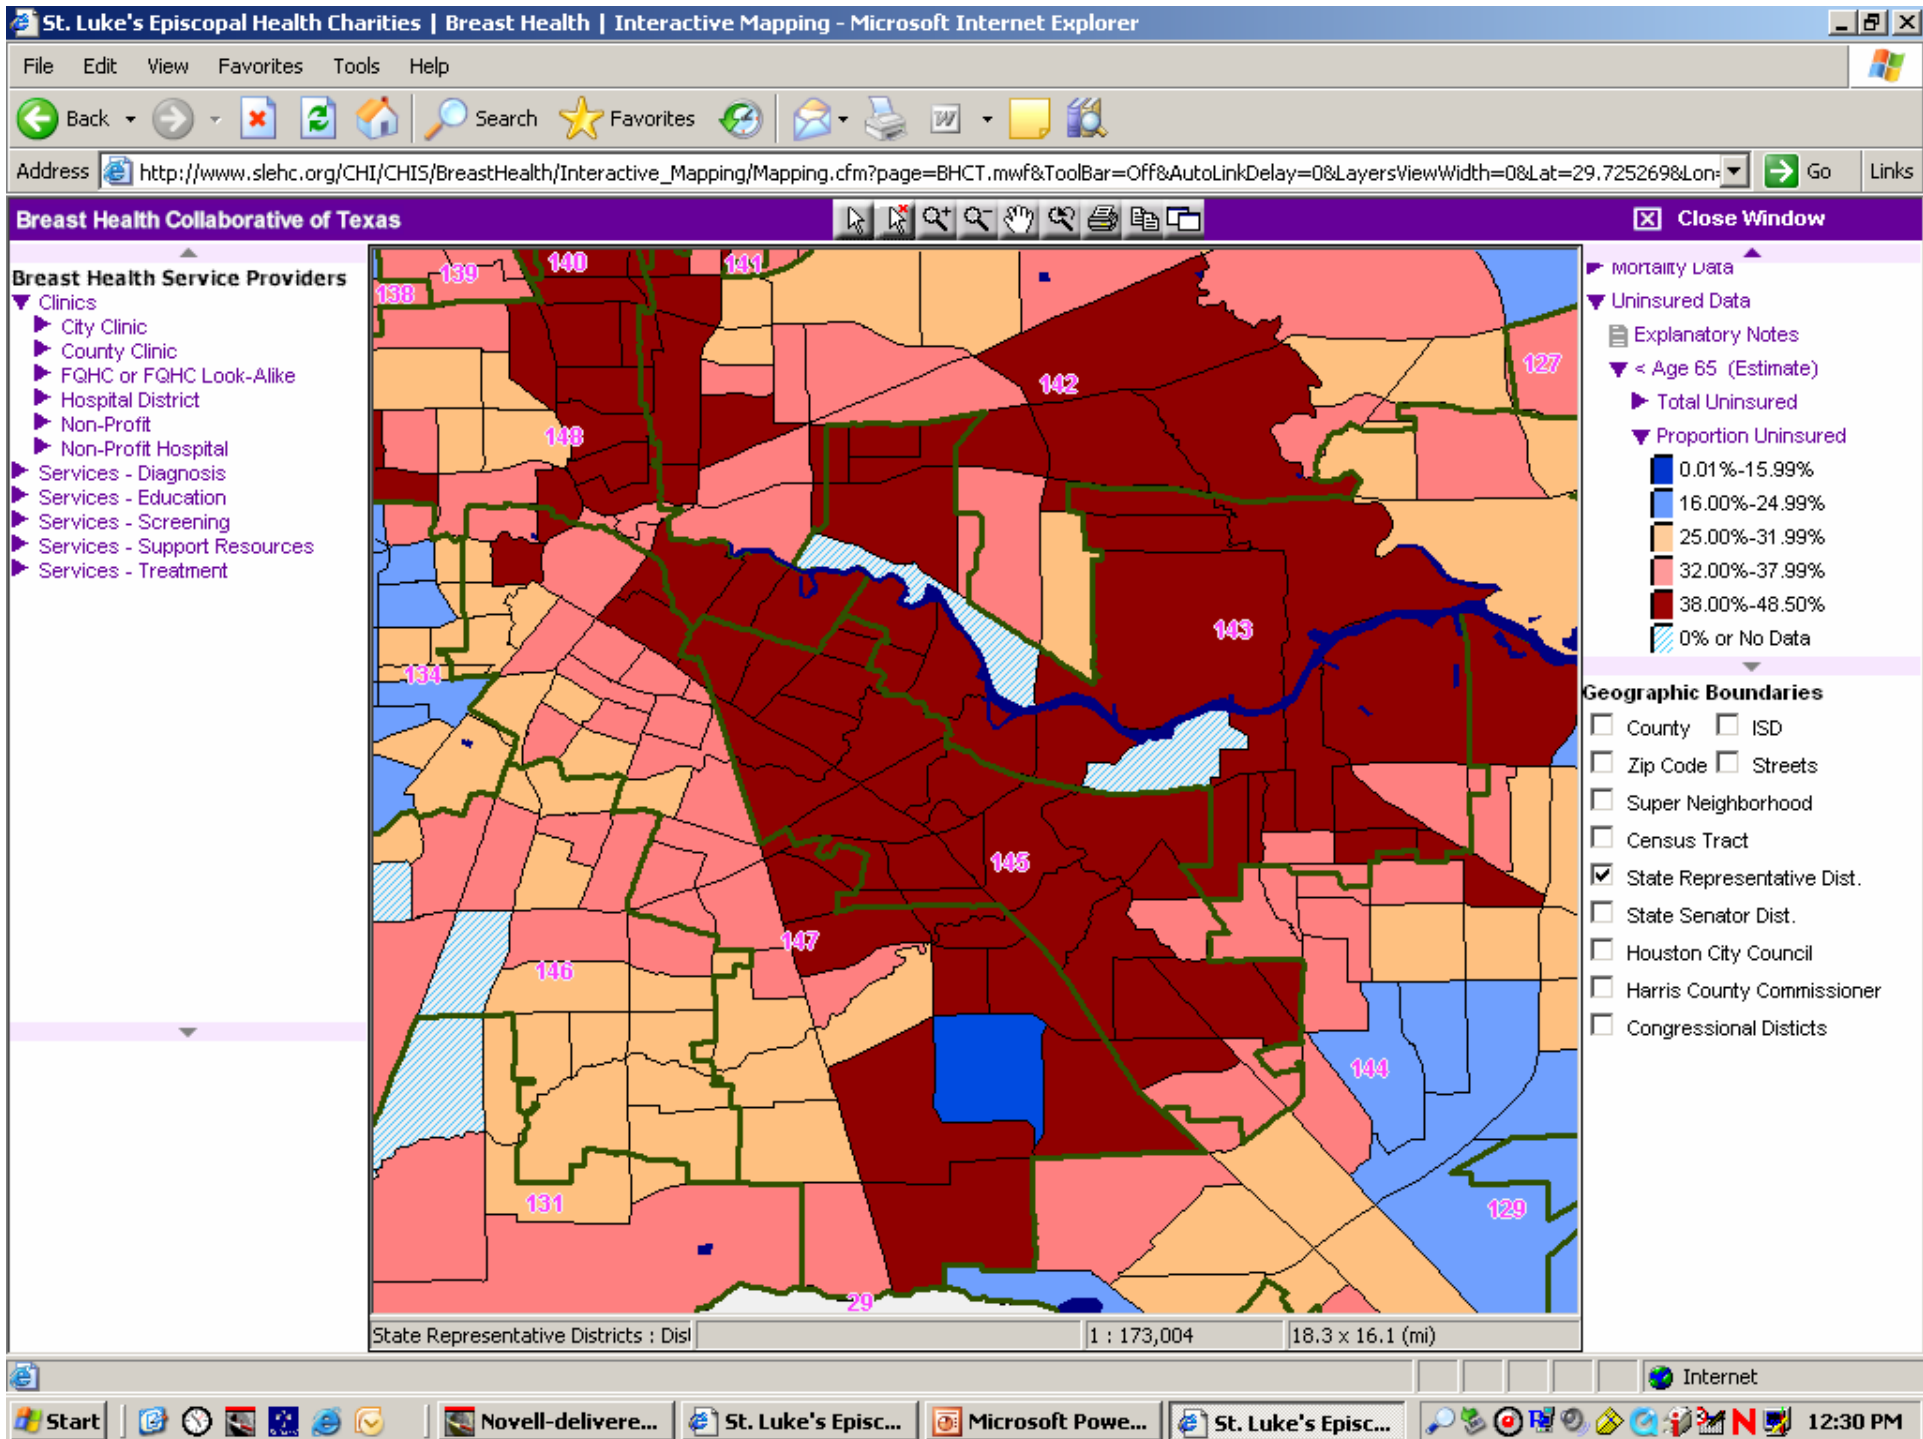 St. Luke's Episcopal Health Charities | Breast Health | Interactive Mapping - Microsoft Internet Explorer
File Edit View Favorites Tools Help
Back Search Favorites
Address http://www.slehc.org/CHI/CHIS/BreastHealth/Interactive_Mapping/Mapping.cfm?page=BHCT.mwf&ToolBar=Off&AutoLinkDelay=0&LayersViewWidth=0&Lat=29.725269&Lon= Go Links
Breast Health Collaborative of Texas
Close Window
Breast Health Service Providers
Clinics
City Clinic
County Clinic
FQHC or FQHC Look-Alike
Hospital District
Non-Profit
Non-Profit Hospital
Services - Diagnosis
Services - Education
Services - Screening
Services - Support Resources
Services - Treatment
139
140
141
138
127
142
148
143
134
145
147
146
144
131
129
29
Mortality Data
Uninsured Data
Explanatory Notes
< Age 65 (Estimate)
Total Uninsured
Proportion Uninsured
0.01%-15.99%
16.00%-24.99%
25.00%-31.99%
32.00%-37.99%
38.00%-48.50%
0% or No Data
Geographic Boundaries
County ISD
Zip Code Streets
Super Neighborhood
Census Tract
State Representative Dist.
State Senator Dist.
Houston City Council
Harris County Commissioner
Congressional Disticts
State Representative Districts : Dis
1 : 173,004
18.3 x 16.1 (mi)
Internet
Start Novell-delivere... St. Luke's Episc... Microsoft Powe... St. Luke's Episc... 12:30 PM